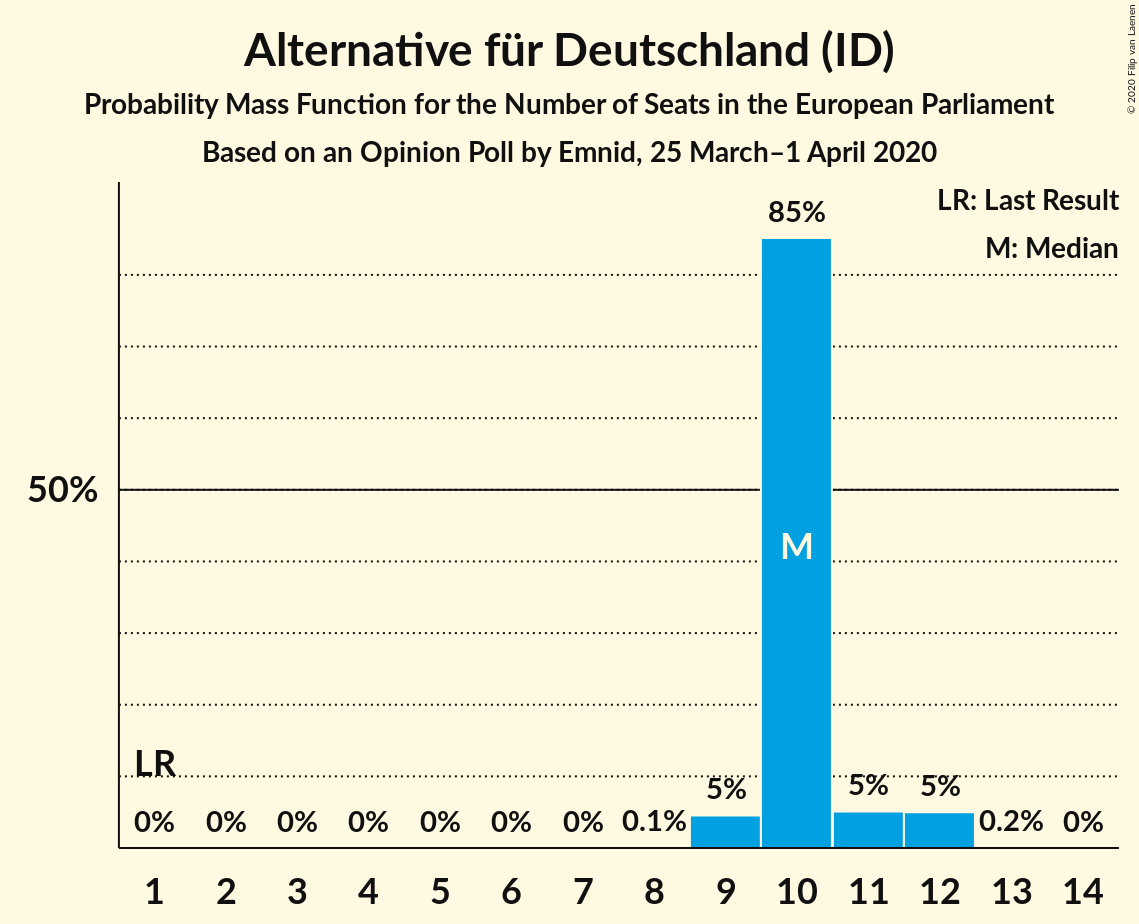 Alternative für Deutschland (ID)
Probability Mass Function for the Number of Seats in the European Parliament
Based on an Opinion Poll by Emnid, 25 March–1 April 2020
© 2020 Filip van Laenen
LR: Last Result
M: Median
85%
50%
M
LR
0% 0% 0% 0% 0% 0% 0% 0.1% 5% 5% 5% 0.2% 0%
1 2 3 4 5 6 7 8 9 10 11 12 13 14